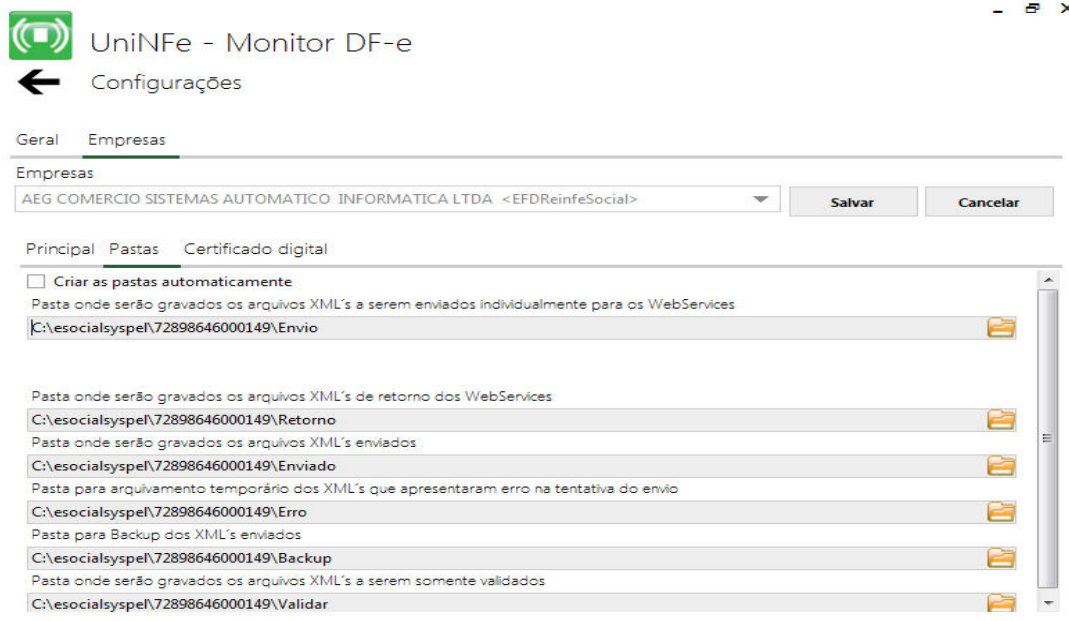 UniNFe - Monitor DF-e
Configurações
Geral Empresas
Empresas
AEG COMERCIO SISTEMAS AUTOMATICO INFORMATICA LTDA <EFDReinfeSocial>
Salvar Cancelar
Principal Pastas Certificado digital
Criar as pastas automaticamente
Pasta onde serão gravados os arquivos XML´s a serem enviados individualmente para os WebServices
C:\esocialsyspel\72898646000149\Envio
Pasta onde serão gravados os arquivos XML´s de retorno dos WebServices
C:\esocialsyspel\72898646000149\Retorno
Pasta onde serão gravados os arquivos XML´s enviados
C:\esocialsyspel\72898646000149\Enviado
Pasta para arquivamento temporário dos XML´s que apresentaram erro na tentativa do envio
C:\esocialsyspel\72898646000149\Erro
Pasta para Backup dos XML´s enviados
C:\esocialsyspel\72898646000149\Backup
Pasta onde serão gravados os arquivos XML´s a serem somente validados
C:\esocialsyspel\72898646000149\Validar